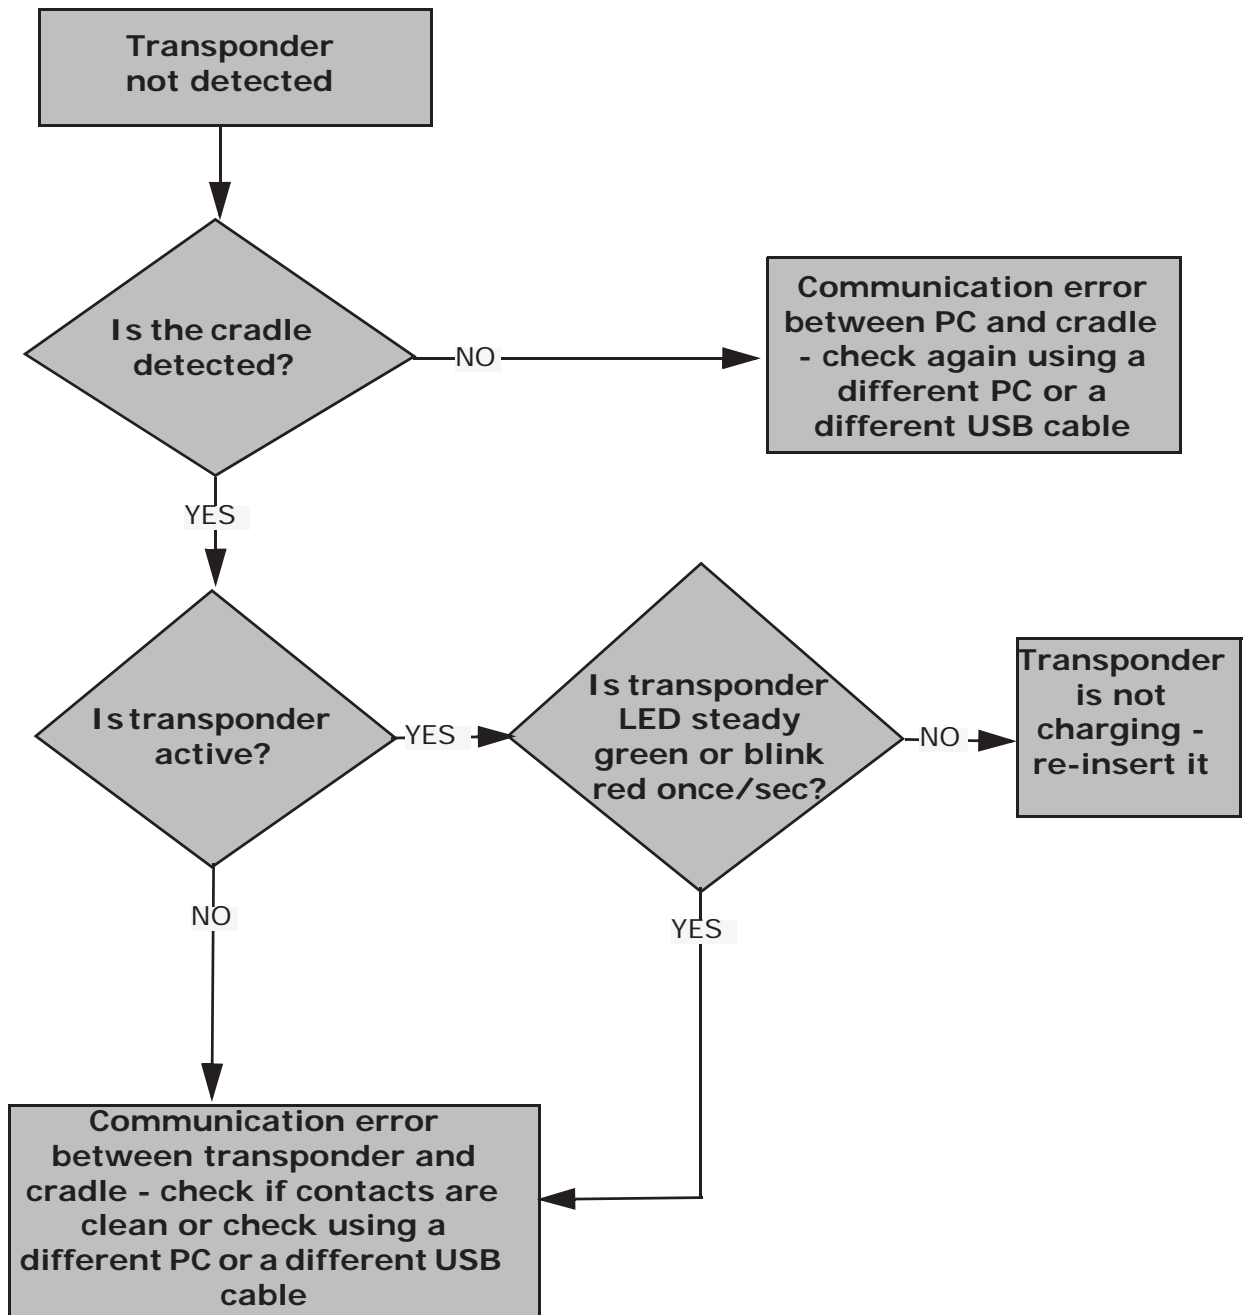 Transponder
not detected
Is the cradle
detected?
NO
Communication error
between PC and cradle
- check again using a
different PC or a
different USB cable
YES
Is transponder
active?
YES
Is transponder
LED steady
green or blink
red once/sec?
NO
Transponder
is not
charging -
re-insert it
NO
YES
Communication error
between transponder and
cradle - check if contacts are
clean or check using a
different PC or a different USB
cable